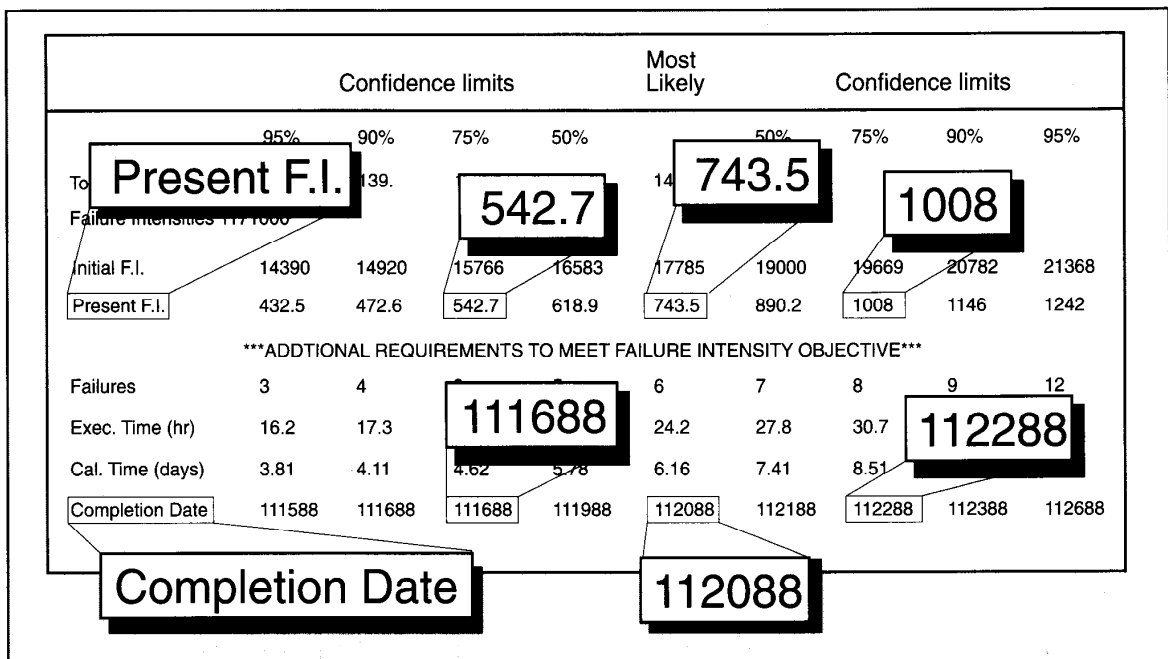 Most
Confidence limits Likely Confidence limits
95% 90% 75% 50% 50% 75% 90% 95%
Present F.I. 743.5
To 139. 14
542.7 1008
Failure Intensities 1171000
Initial F.I. 14390 14920 15766 16583 17785 19000 19669 20782 21368
Present F.I. 432.5 472.6 542.7 618.9 743.5 890.2 1008 1146 1242
***ADDTIONAL REQUIREMENTS TO MEET FAILURE INTENSITY OBJECTIVE***
Failures 3 4 6 7 8 9 12
111688 112288
Exec. Time (hr) 16.2 17.3 24.2 27.8 30.7
Cal. Time (days) 3.81 4.11 4.62 5.78 6.16 7.41 8.51
Completion Date 111588 111688 111688 111988 112088 112188 112288 112388 112688
Completion Date 112088